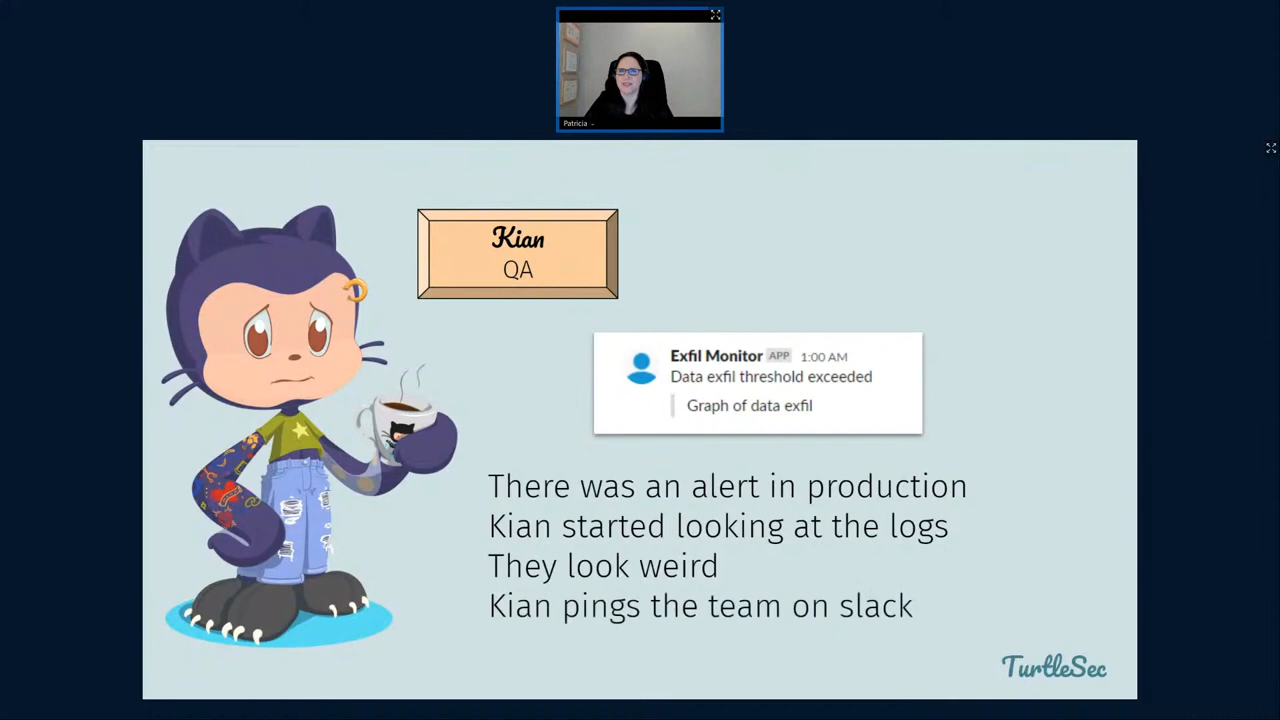 Patricia
Kian
QA
Exfil Monitor APP 1:00 AM
Data exfil threshold exceeded
Graph of data exfil
There was an alert in production
Kian started looking at the logs
They look weird
Kian pings the team on slack
TurtleSec